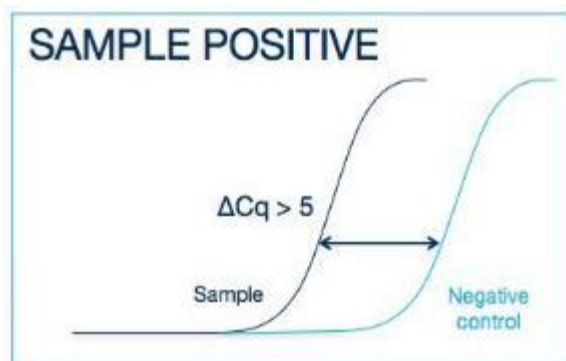 SAMPLE POSITIVE
ΔCq > 5
Sample
Negative
control